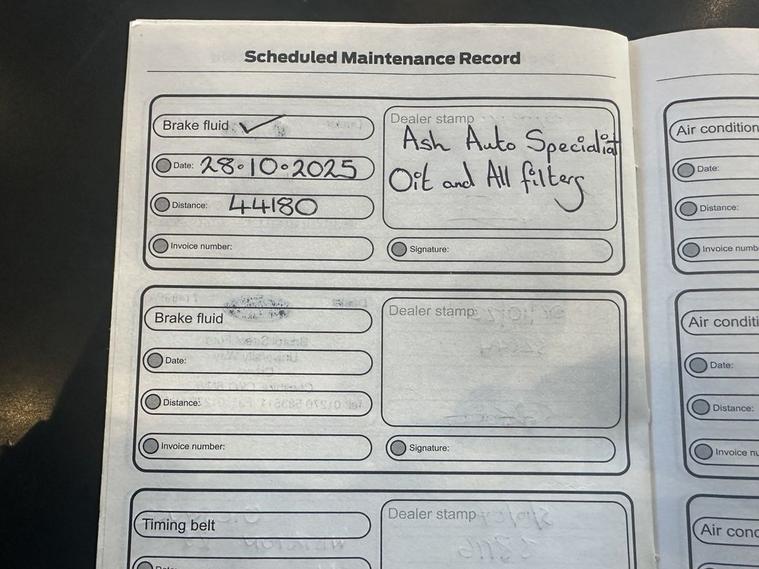 Scheduled Maintenance Record
Brake fluid
Dealer stamp
Ash Auto Specialist
Date: 28.10.2025
Oil and All filters
Distance: 44180
Invoice number:
Signature:
Brake fluid
Dealer stamp
Date:
Distance:
Invoice number:
Signature:
Timing belt
Dealer stamp
Air condition
Date:
Distance:
Invoice numb
Air conditi
Date:
Distance:
Invoice nu
Air cond